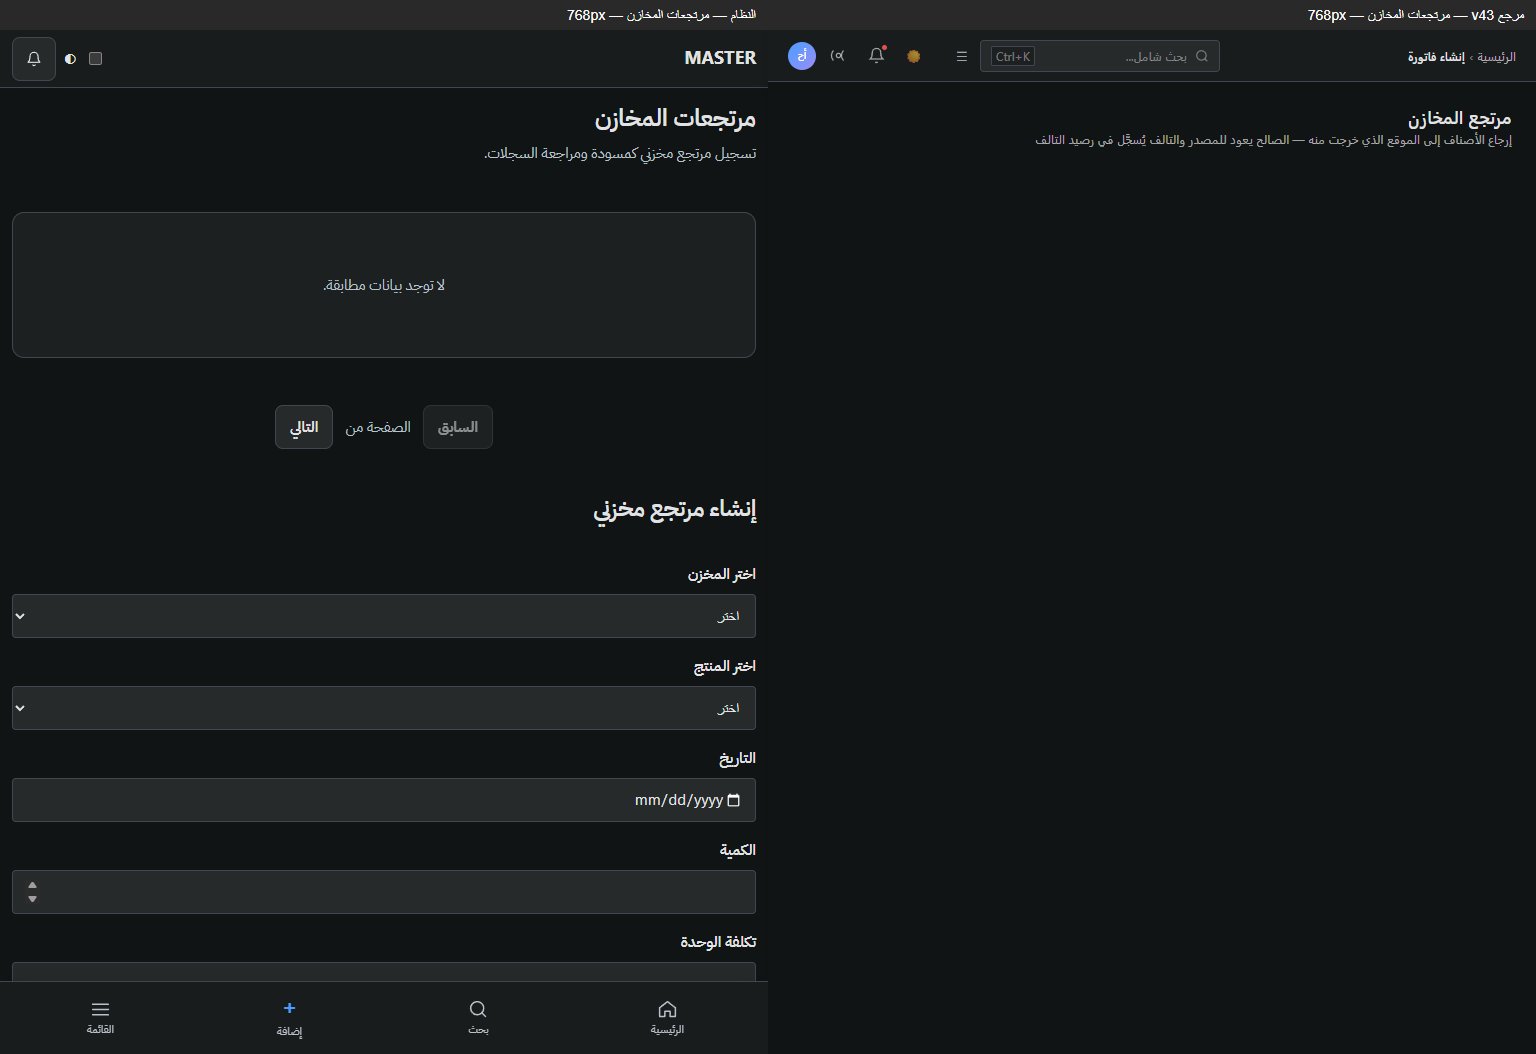 مرجع v43 — مرتجعات المخازن — 768px
الرئيسية › إنشاء فاتورة
بحث شامل...
Ctrl+K
☰
أح
مرتجع المخازن
إرجاع الأصناف إلى الموقع الذي خرجت منه — الصالح يعود للمصدر والتالف يُسجَّل في رصيد التالف
النظام — مرتجعات المخازن — 768px
MASTER
مرتجعات المخازن
تسجيل مرتجع مخزني كمسودة ومراجعة السجلات.
لا توجد بيانات مطابقة.
السابق
الصفحة من
التالي
إنشاء مرتجع مخزني
اختر المخزن
اختر
اختر المنتج
اختر
التاريخ
mm/dd/yyyy
الكمية
تكلفة الوحدة
الرئيسية
بحث
+
إضافة
القائمة